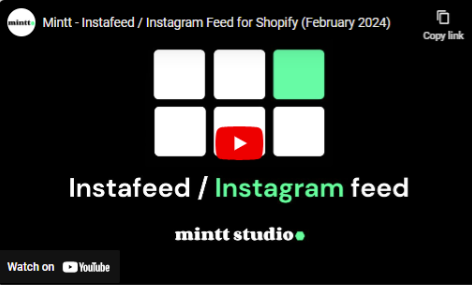 mintt
Mintt - Instafeed / Instagram Feed for Shopify (February 2024)
Copy link
Instafeed / Instagram feed
mintt studio
Watch on YouTube